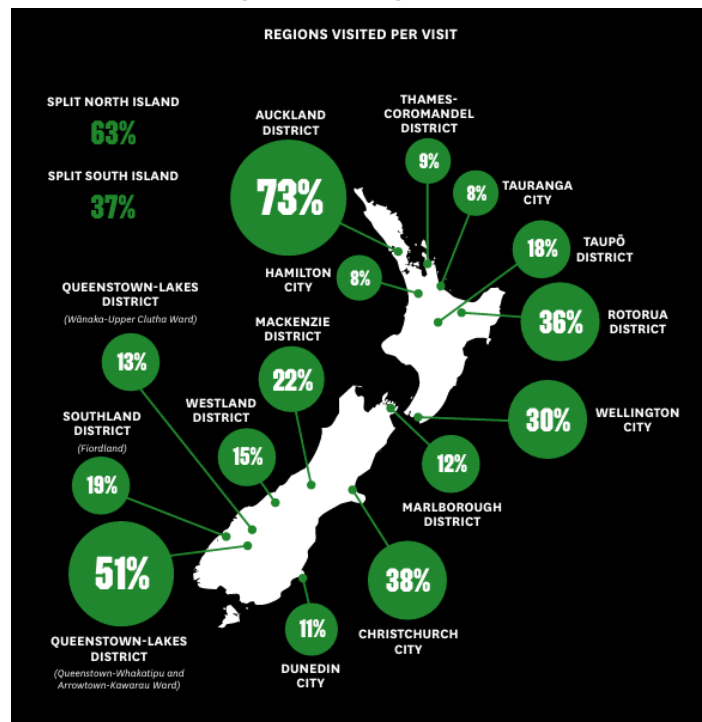 REGIONS VISITED PER VISIT
SPLIT NORTH ISLAND
63%
SPLIT SOUTH ISLAND
37%
AUCKLAND
DISTRICT
73%
THAMES-
COROMANDEL
DISTRICT
9%
8%
TAURANGA
CITY
18%
TAUPŌ
DISTRICT
HAMILTON
CITY
8%
36%
ROTORUA
DISTRICT
QUEENSTOWN-LAKES
DISTRICT
(Wānaka-Upper Clutha Ward)
13%
MACKENZIE
DISTRICT
22%
30%
WELLINGTON
CITY
WESTLAND
DISTRICT
15%
SOUTHLAND
DISTRICT
(Fiordland)
19%
12%
MARLBOROUGH
DISTRICT
51%
QUEENSTOWN-LAKES
DISTRICT
(Queenstown-Whakatipu and
Arrowtown-Kawarau Ward)
38%
CHRISTCHURCH
CITY
11%
DUNEDIN
CITY